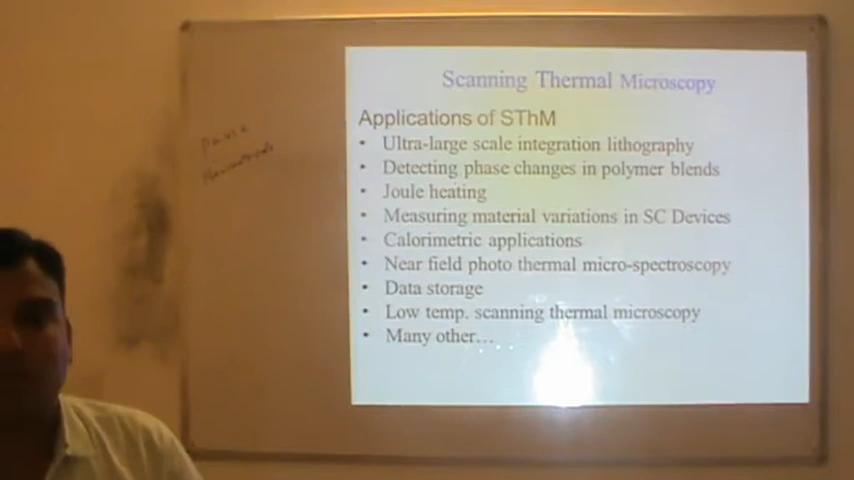 Scanning Thermal Microscopy
Applications of SThM
• Ultra-large scale integration lithography
• Detecting phase changes in polymer blends
• Joule heating
• Measuring material variations in SC Devices
• Calorimetric applications
• Near field photo thermal micro-spectroscopy
• Data storage
• Low temp. scanning thermal microscopy
• Many other...